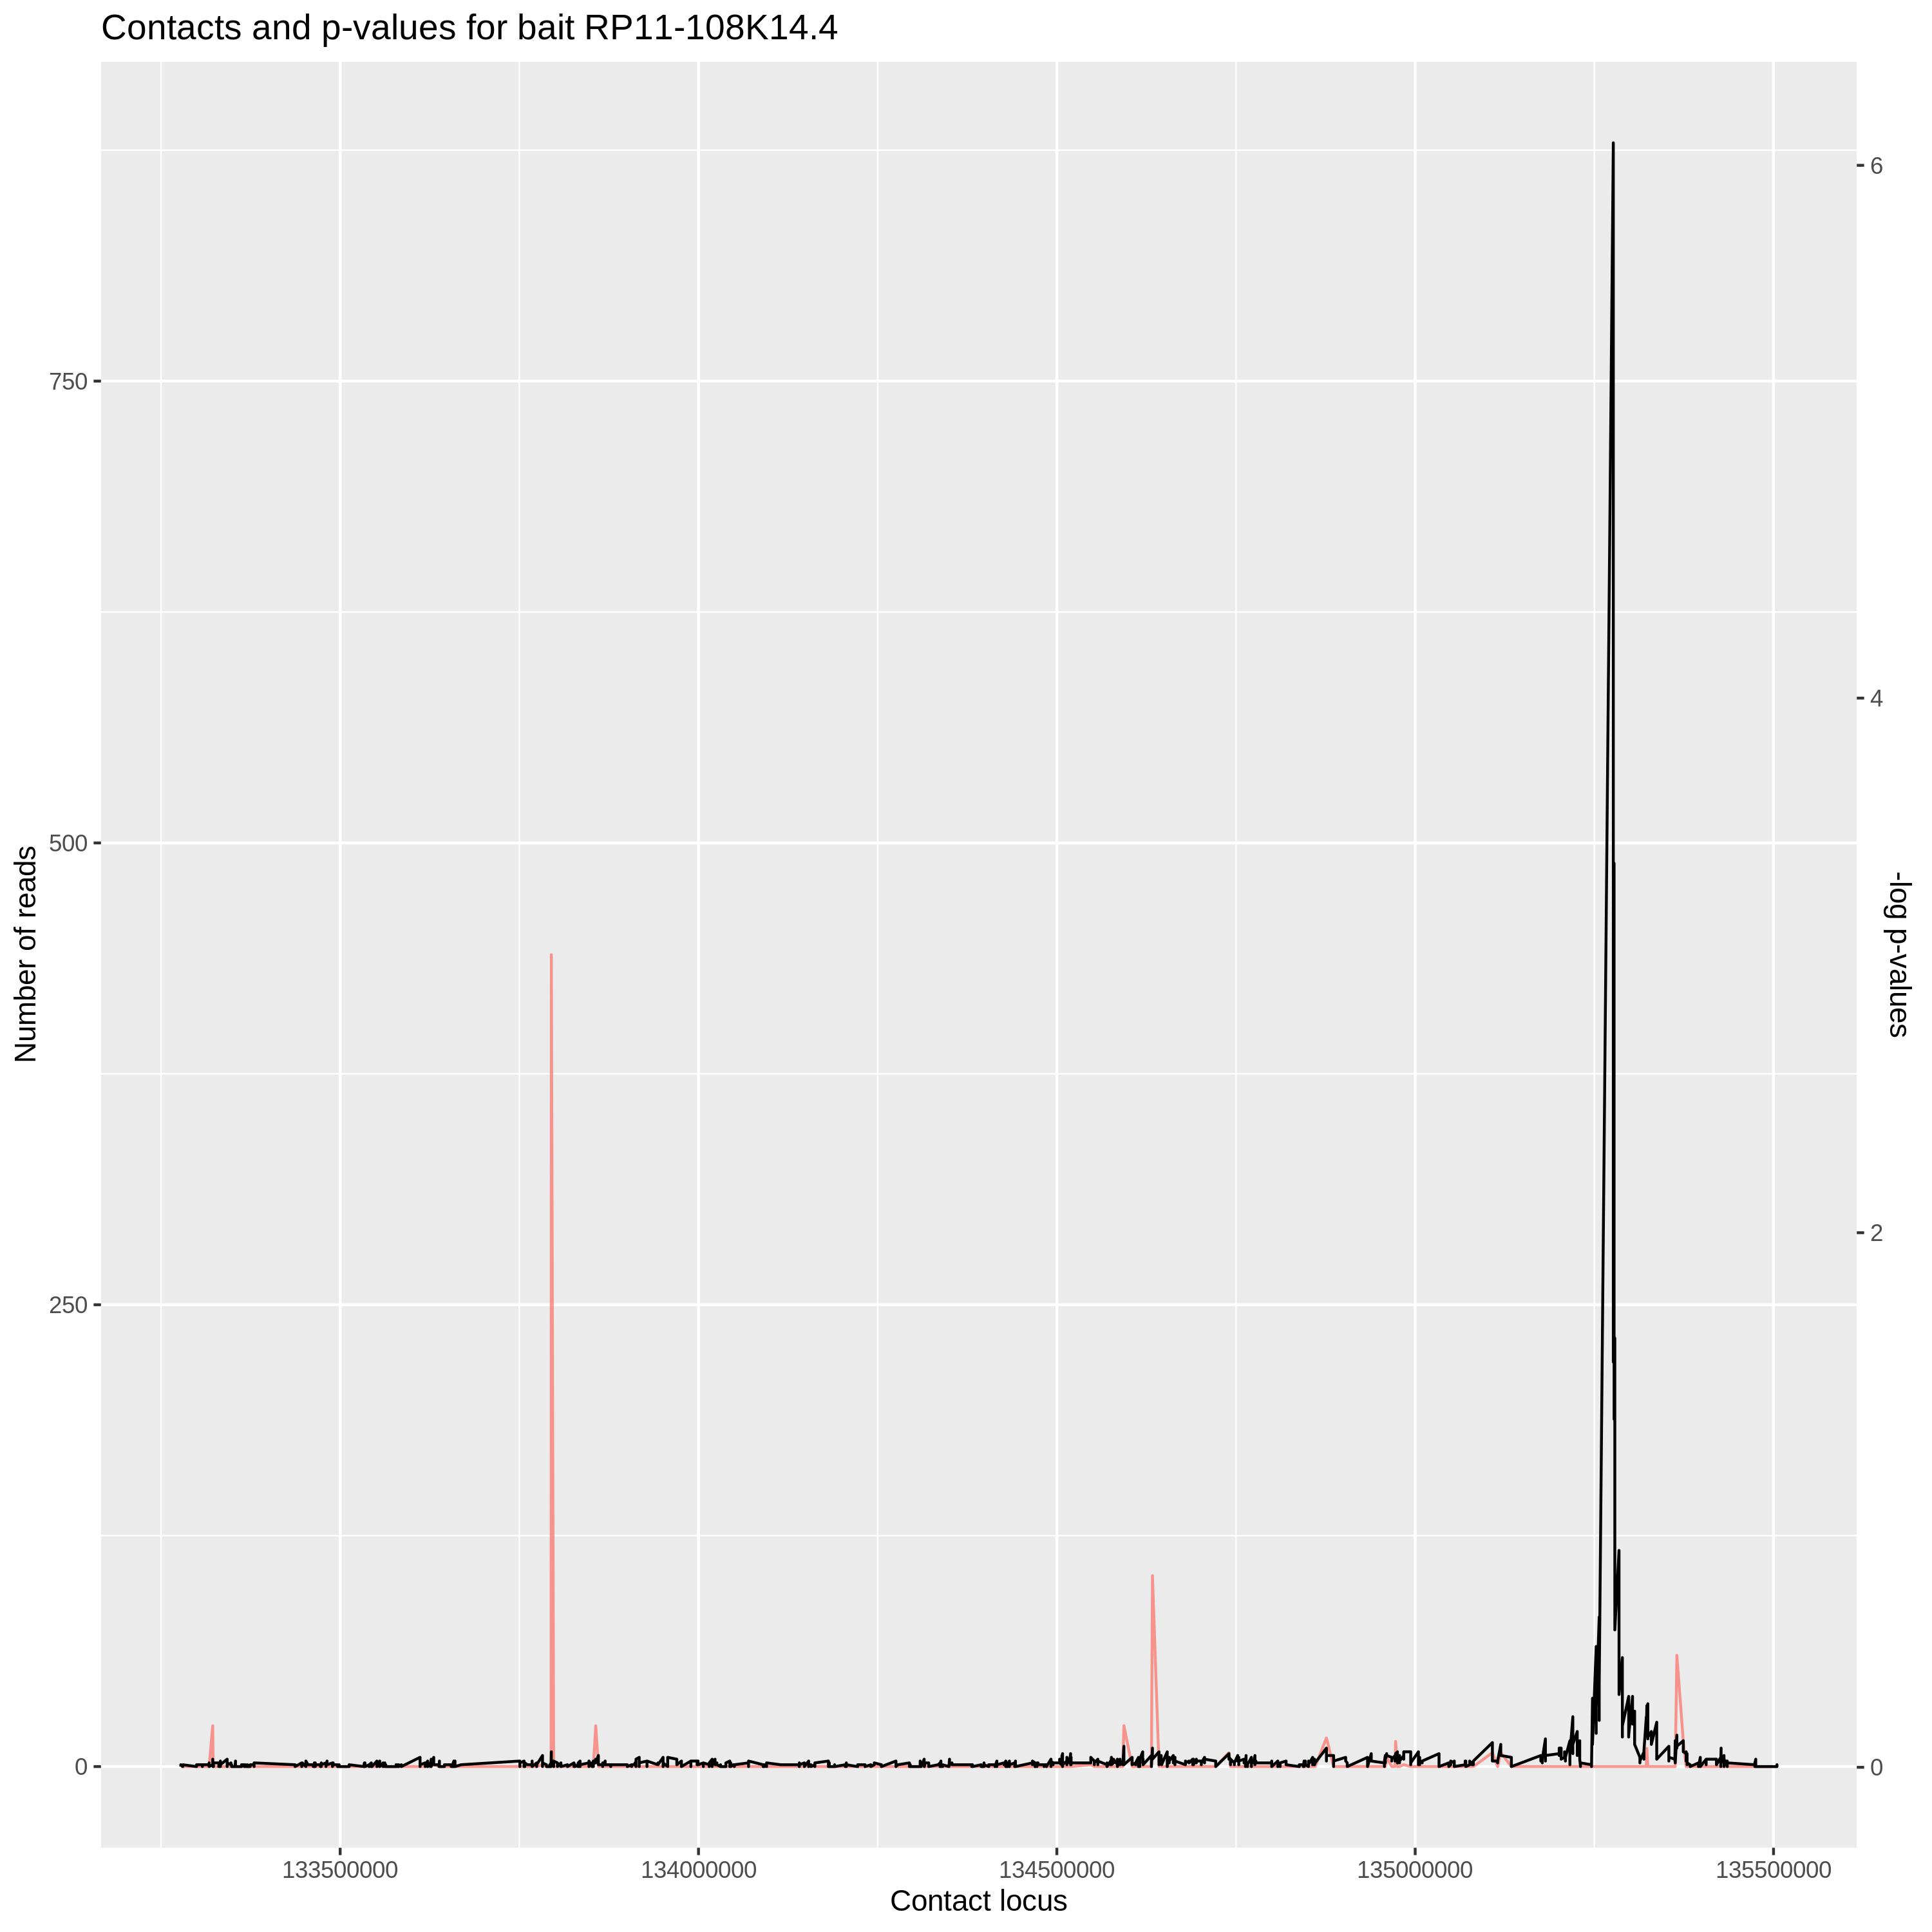 Contacts and p-values for bait RP11-108K14.4
Number of reads
750
500
250
0
6
4
2
0
-log p-values
133500000 134000000 134500000 135000000 135500000
Contact locus